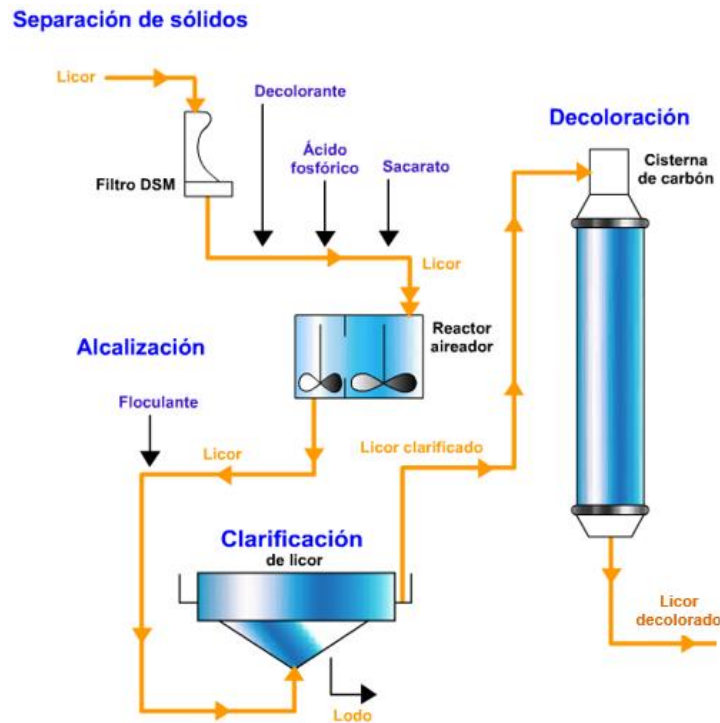 Separación de sólidos
Licor
Filtro DSM
Decolorante
Ácido
fosfórico
Sacarato
Licor
Reactor
aireador
Alcalización
Floculante
Licor
Clarificación
de licor
Lodo
Licor clarificado
Decoloración
Cisterna
de carbón
Licor
decolorado